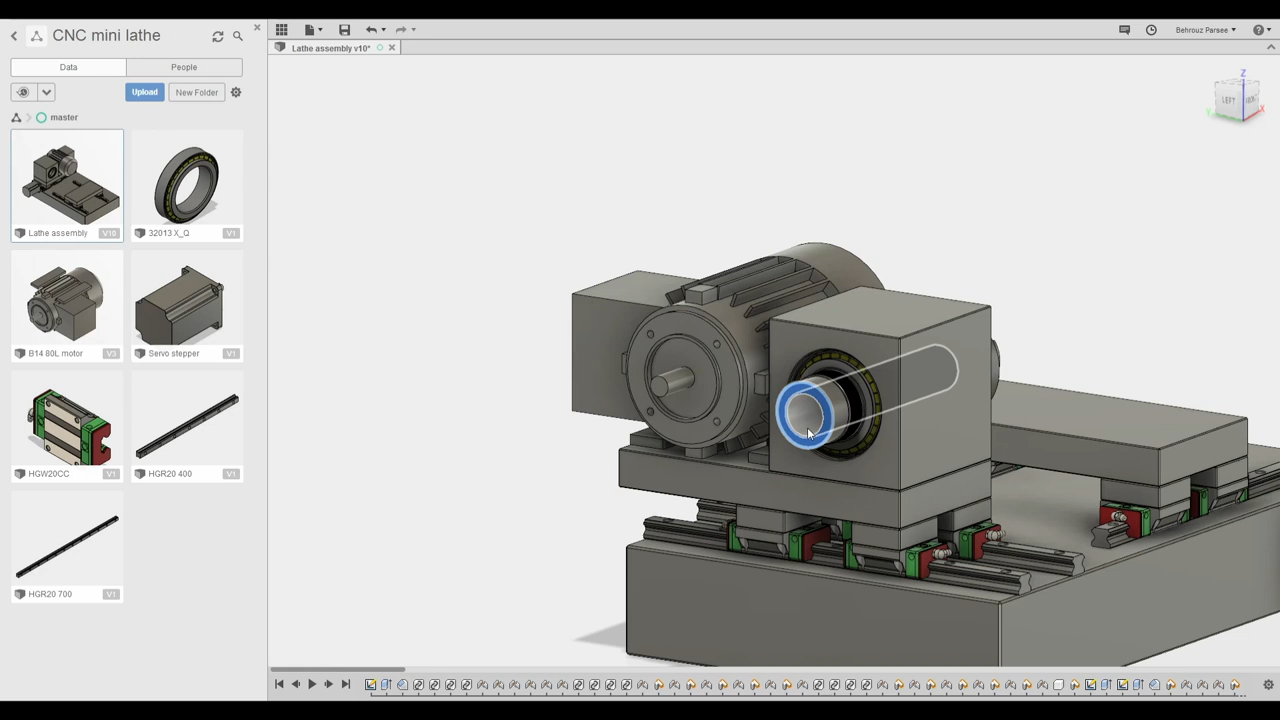 CNC mini lathe
Lathe assembly v10*
Behrouz Parsee
Data
People
Upload
New Folder
master
Lathe assembly V10
32013 X_Q V1
B14 80L motor V3
Servo stepper V1
HGW20CC V1
HGR20 400 V1
HGR20 700 V1
Z
LEFT
X
Y